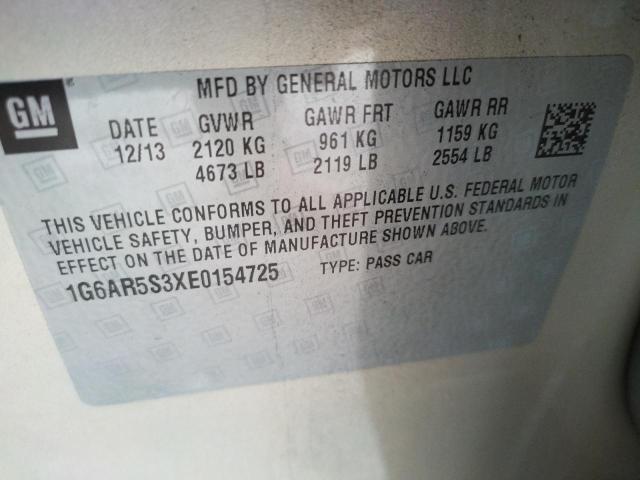 GM
MFD BY GENERAL MOTORS LLC
DATE GVWR GAWR FRT GAWR RR
12/13 2120 KG 961 KG 1159 KG
4673 LB 2119 LB 2554 LB
THIS VEHICLE CONFORMS TO ALL APPLICABLE U.S. FEDERAL MOTOR
VEHICLE SAFETY, BUMPER, AND THEFT PREVENTION STANDARDS IN
EFFECT ON THE DATE OF MANUFACTURE SHOWN ABOVE.
1G6AR5S3XE0154725 TYPE: PASS CAR